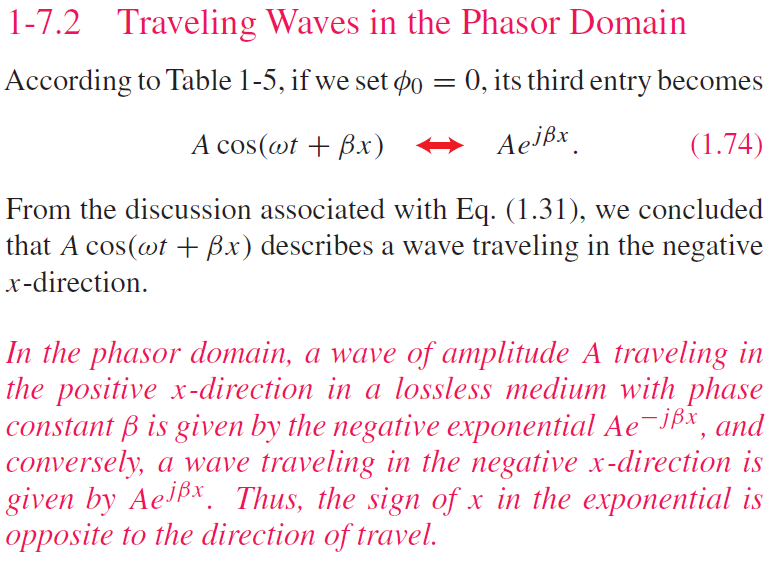 1-7.2 Traveling Waves in the Phasor Domain
According to Table 1-5, if we set ϕ₀ = 0, its third entry becomes
A cos(ωt + βx) ↔ Ae^{jβx}. (1.74)
From the discussion associated with Eq. (1.31), we concluded
that A cos(ωt + βx) describes a wave traveling in the negative
x-direction.
In the phasor domain, a wave of amplitude A traveling in
the positive x-direction in a lossless medium with phase
constant β is given by the negative exponential Ae^{−jβx}, and
conversely, a wave traveling in the negative x-direction is
given by Ae^{jβx}. Thus, the sign of x in the exponential is
opposite to the direction of travel.